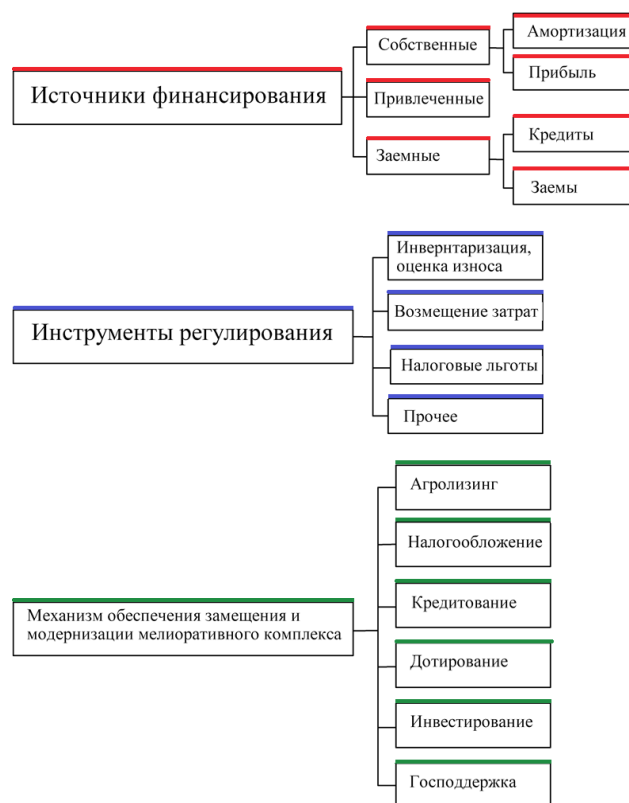 Источники финансирования
Собственные
Амортизация
Прибыль
Привлеченные
Заемные
Кредиты
Заемы
Инструменты регулирования
Инвернтаризация,
оценка износа
Возмещение затрат
Налоговые льготы
Прочее
Механизм обеспечения замещения и
модернизации мелиоративного комплекса
Агролизинг
Налогообложение
Кредитование
Дотирование
Инвестирование
Господдержка